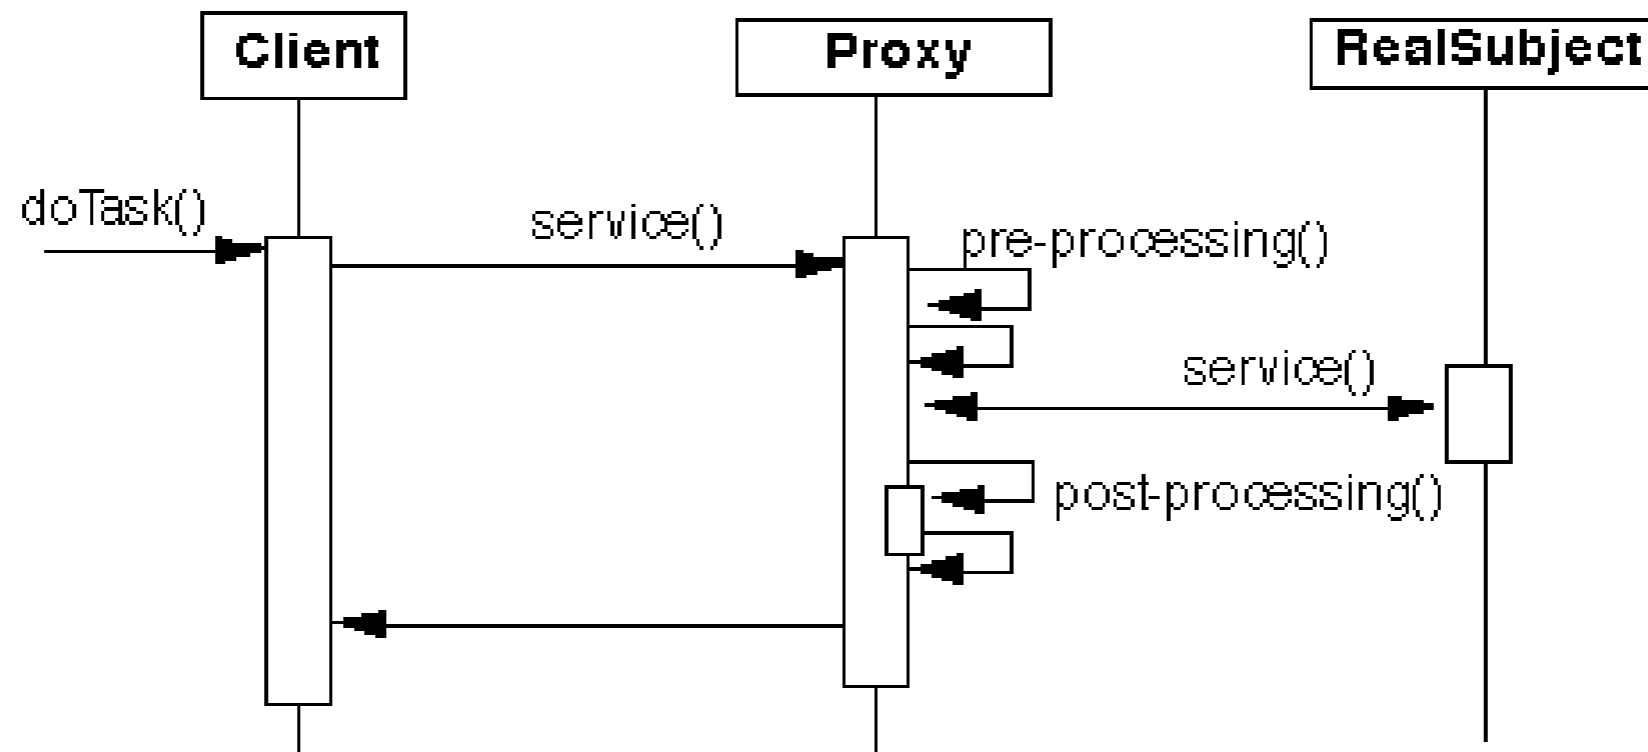 Client
Proxy
RealSubject
doTask()
service()
pre-processing()
service()
post-processing()